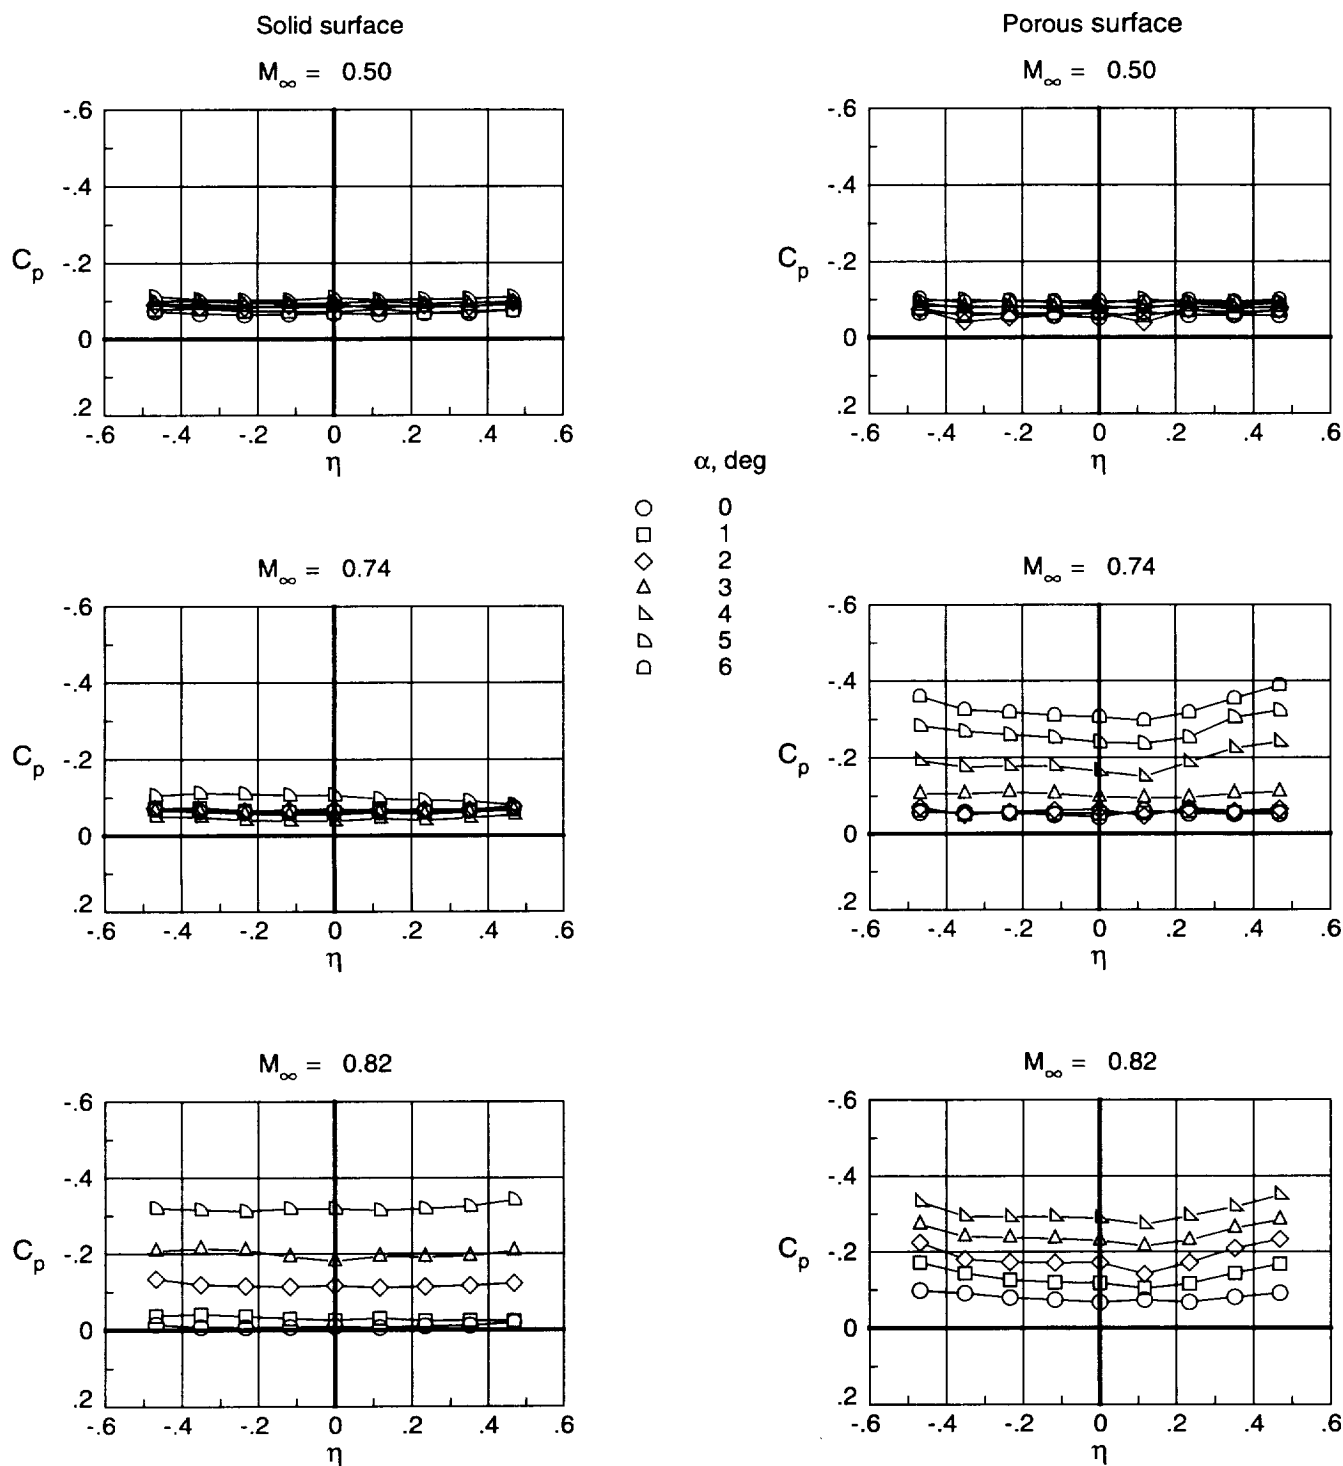 Solid surface
M∞ = 0.50
-.6
-.4
-.2
0
.2
Cp
-.6 -.4 -.2 0 .2 .4 .6
η
Porous surface
M∞ = 0.50
-.6
-.4
-.2
0
.2
Cp
-.6 -.4 -.2 0 .2 .4 .6
η
α, deg
0
1
2
3
4
5
6
M∞ = 0.74
-.6
-.4
-.2
0
.2
Cp
-.6 -.4 -.2 0 .2 .4 .6
η
M∞ = 0.74
-.6
-.4
-.2
0
.2
Cp
-.6 -.4 -.2 0 .2 .4 .6
η
M∞ = 0.82
-.6
-.4
-.2
0
.2
Cp
-.6 -.4 -.2 0 .2 .4 .6
η
M∞ = 0.82
-.6
-.4
-.2
0
.2
Cp
-.6 -.4 -.2 0 .2 .4 .6
η